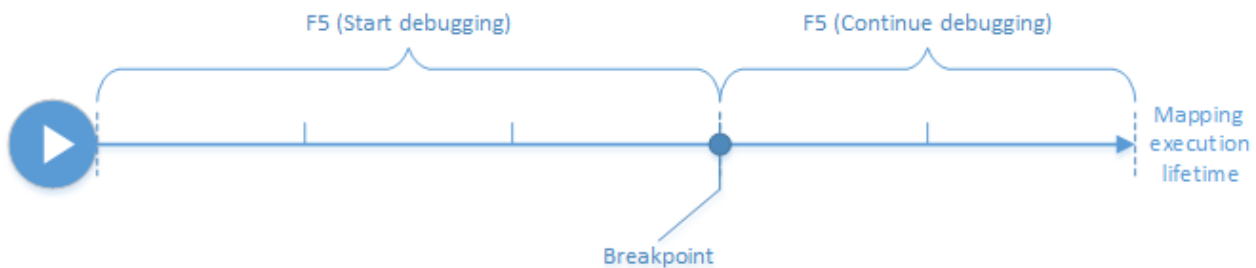 F5 (Start debugging)
F5 (Continue debugging)
Mapping
execution
lifetime
Breakpoint